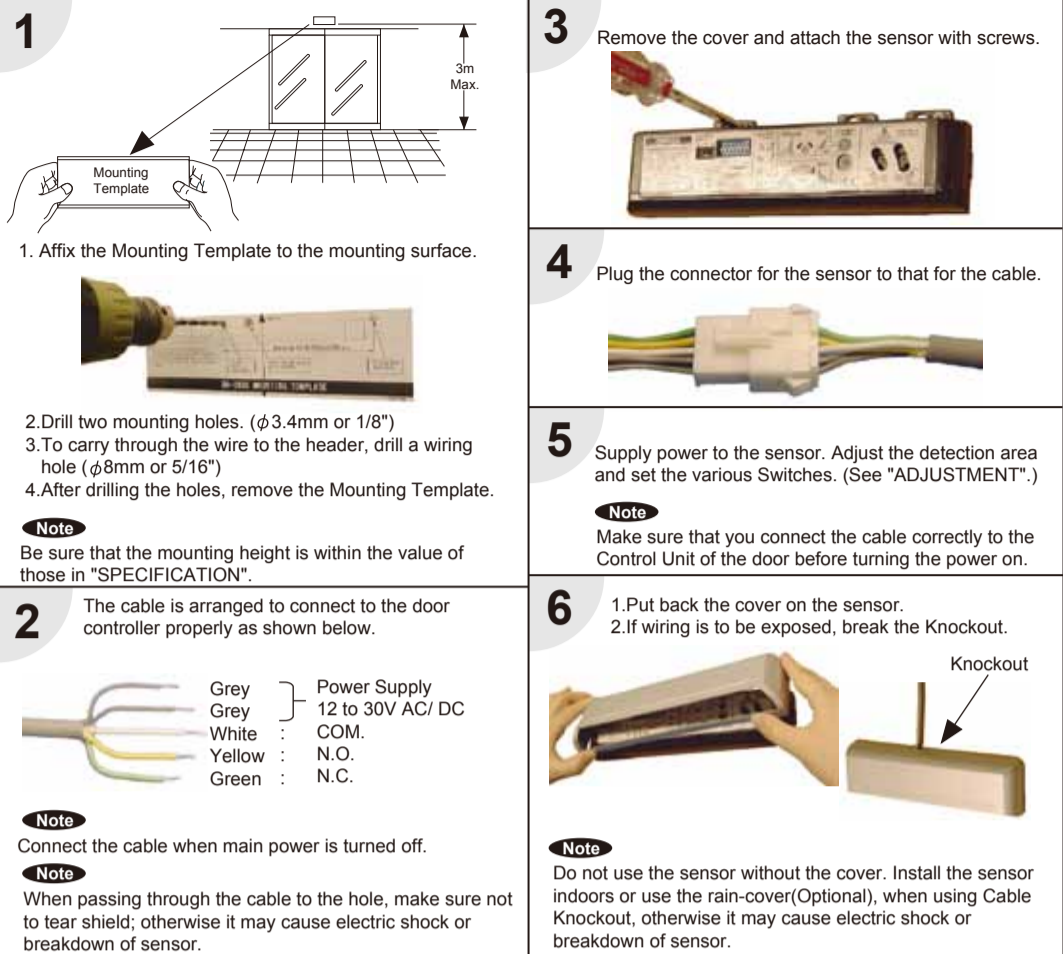 1
3m
Max.
Mounting
Template
1. Affix the Mounting Template to the mounting surface.
MOUNTING TEMPLATE
2.Drill two mounting holes. (ϕ3.4mm or 1/8")
3.To carry through the wire to the header, drill a wiring
hole (ϕ8mm or 5/16")
4.After drilling the holes, remove the Mounting Template.
Note
Be sure that the mounting height is within the value of
those in "SPECIFICATION".
2
The cable is arranged to connect to the door
controller properly as shown below.
Grey
Grey
Power Supply
12 to 30V AC/ DC
White : COM.
Yellow : N.O.
Green : N.C.
Note
Connect the cable when main power is turned off.
Note
When passing through the cable to the hole, make sure not
to tear shield; otherwise it may cause electric shock or
breakdown of sensor.
3
Remove the cover and attach the sensor with screws.
4
Plug the connector for the sensor to that for the cable.
5
Supply power to the sensor. Adjust the detection area
and set the various Switches. (See "ADJUSTMENT".)
Note
Make sure that you connect the cable correctly to the
Control Unit of the door before turning the power on.
6
1.Put back the cover on the sensor.
2.If wiring is to be exposed, break the Knockout.
Knockout
Note
Do not use the sensor without the cover. Install the sensor
indoors or use the rain-cover(Optional), when using Cable
Knockout, otherwise it may cause electric shock or
breakdown of sensor.